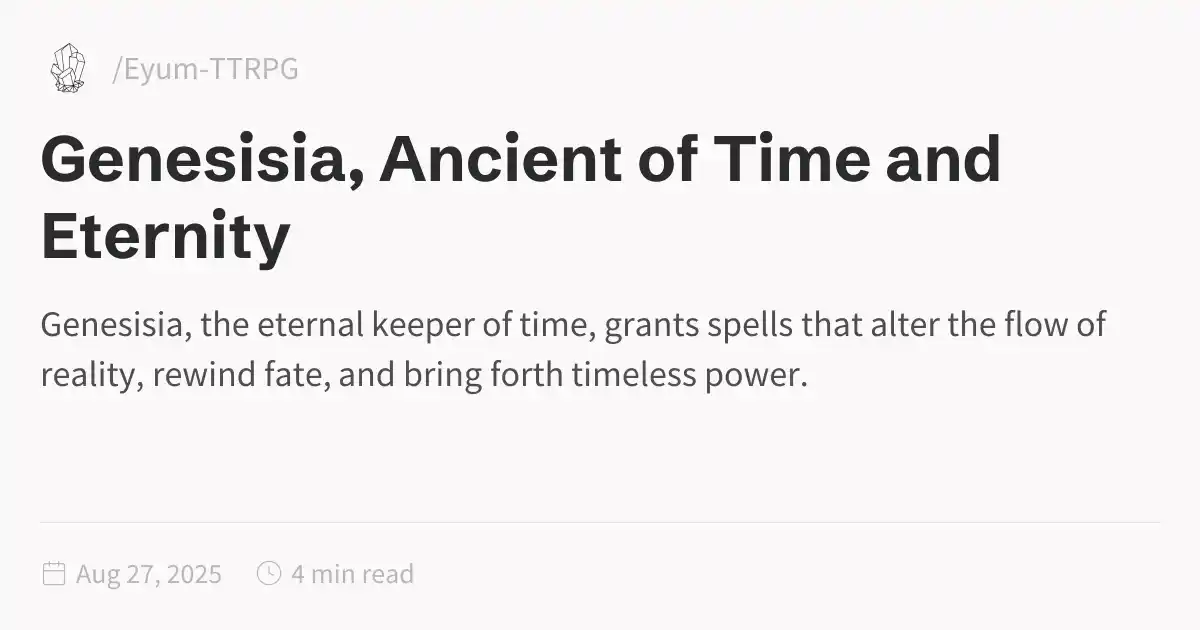 /Eyum-TTRPG
Genesisia, Ancient of Time and
Eternity
Genesisia, the eternal keeper of time, grants spells that alter the flow of
reality, rewind fate, and bring forth timeless power.
Aug 27, 2025 4 min read